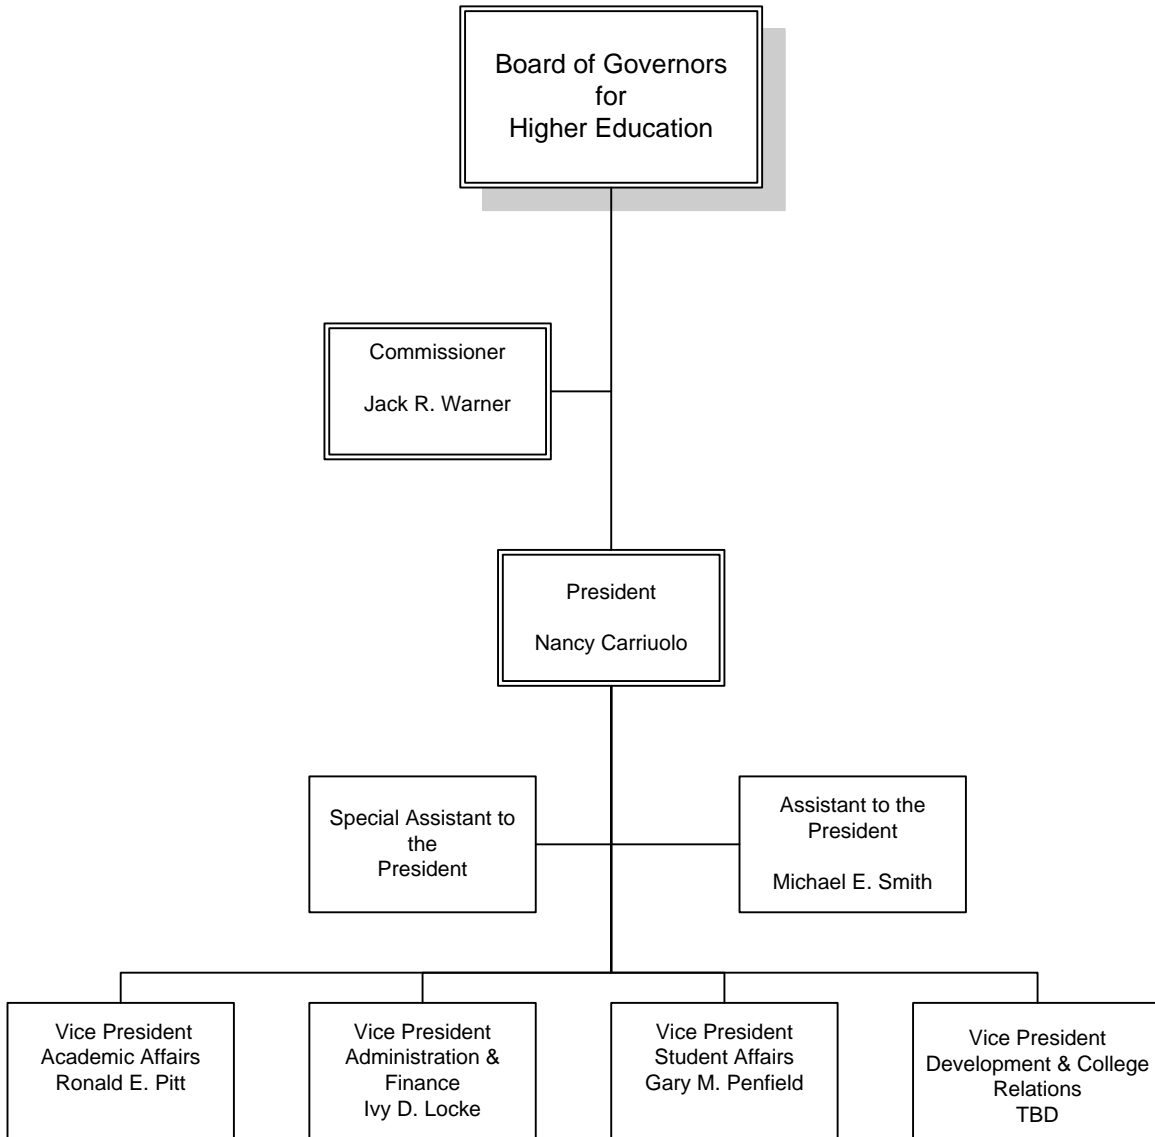 Board of Governors
for
Higher Education
Commissioner
Jack R. Warner
President
Nancy Carriuolo
Special Assistant to
the
President
Assistant to the
President
Michael E. Smith
Vice President
Academic Affairs
Ronald E. Pitt
Vice President
Administration &
Finance
Ivy D. Locke
Vice President
Student Affairs
Gary M. Penfield
Vice President
Development & College
Relations
TBD